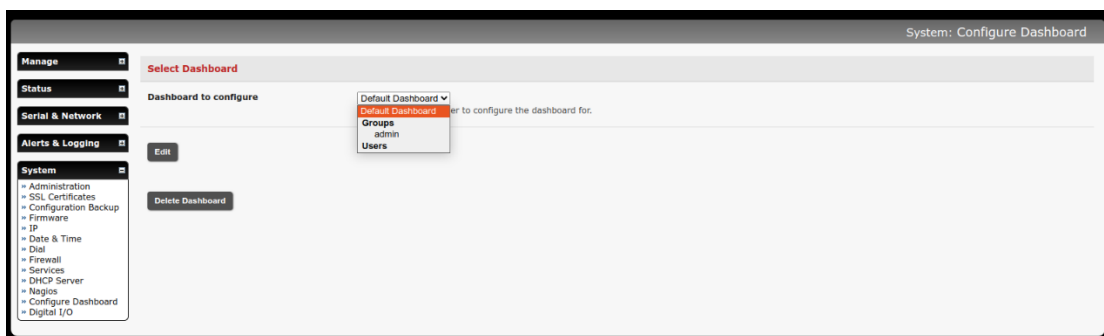 System: Configure Dashboard
Manage
Status
Serial & Network
Alerts & Logging
System
» Administration
» SSL Certificates
» Configuration Backup
» Firmware
» IP
» Date & Time
» Dial
» Firewall
» Services
» DHCP Server
» Nagios
» Configure Dashboard
» Digital I/O
Select Dashboard
Dashboard to configure
Default Dashboard
Default Dashboard
Groups
admin
Users
er to configure the dashboard for.
Edit
Delete Dashboard